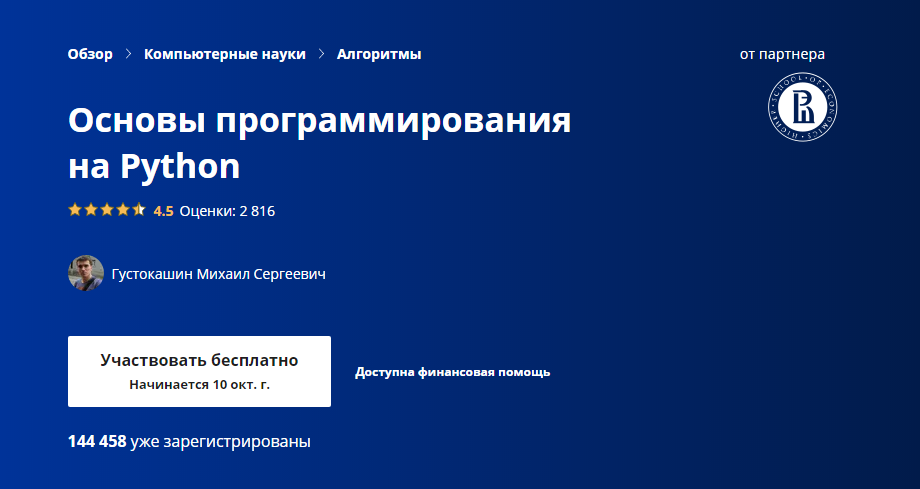 Обзор > Компьютерные науки > Алгоритмы
от партнера
HIGHER SCHOOL OF ECONOMICS
Основы программирования
на Python
4.5 Оценки: 2 816
Густокашин Михаил Сергеевич
Участвовать бесплатно
Начинается 10 окт. г.
Доступна финансовая помощь
144 458 уже зарегистрированы